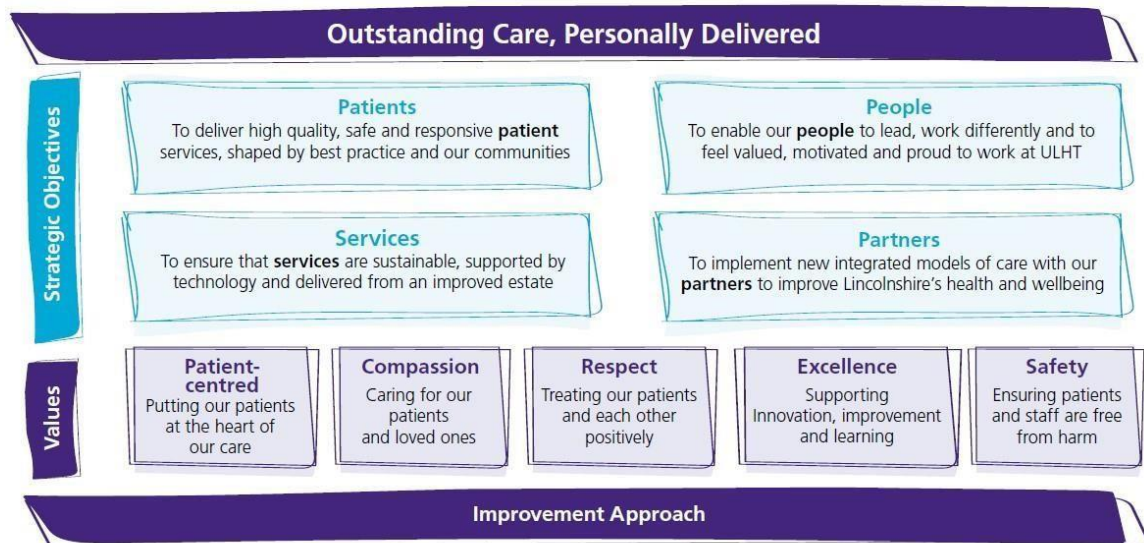 Outstanding Care, Personally Delivered
Strategic Objectives
Patients
To deliver high quality, safe and responsive patient
services, shaped by best practice and our communities
People
To enable our people to lead, work differently and to
feel valued, motivated and proud to work at ULHT
Services
To ensure that services are sustainable, supported by
technology and delivered from an improved estate
Partners
To implement new integrated models of care with our
partners to improve Lincolnshire’s health and wellbeing
Values
Patient-
centred
Putting our patients
at the heart of
our care
Compassion
Caring for our
patients
and loved ones
Respect
Treating our patients
and each other
positively
Excellence
Supporting
Innovation, improvement
and learning
Safety
Ensuring patients
and staff are free
from harm
Improvement Approach